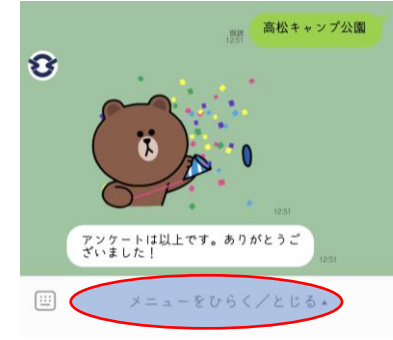 高松キャンプ公園
既読
12:51
12:51
アンケートは以上です。ありがとうご
ざいました！
12:51
メニューをひらく／とじる▲